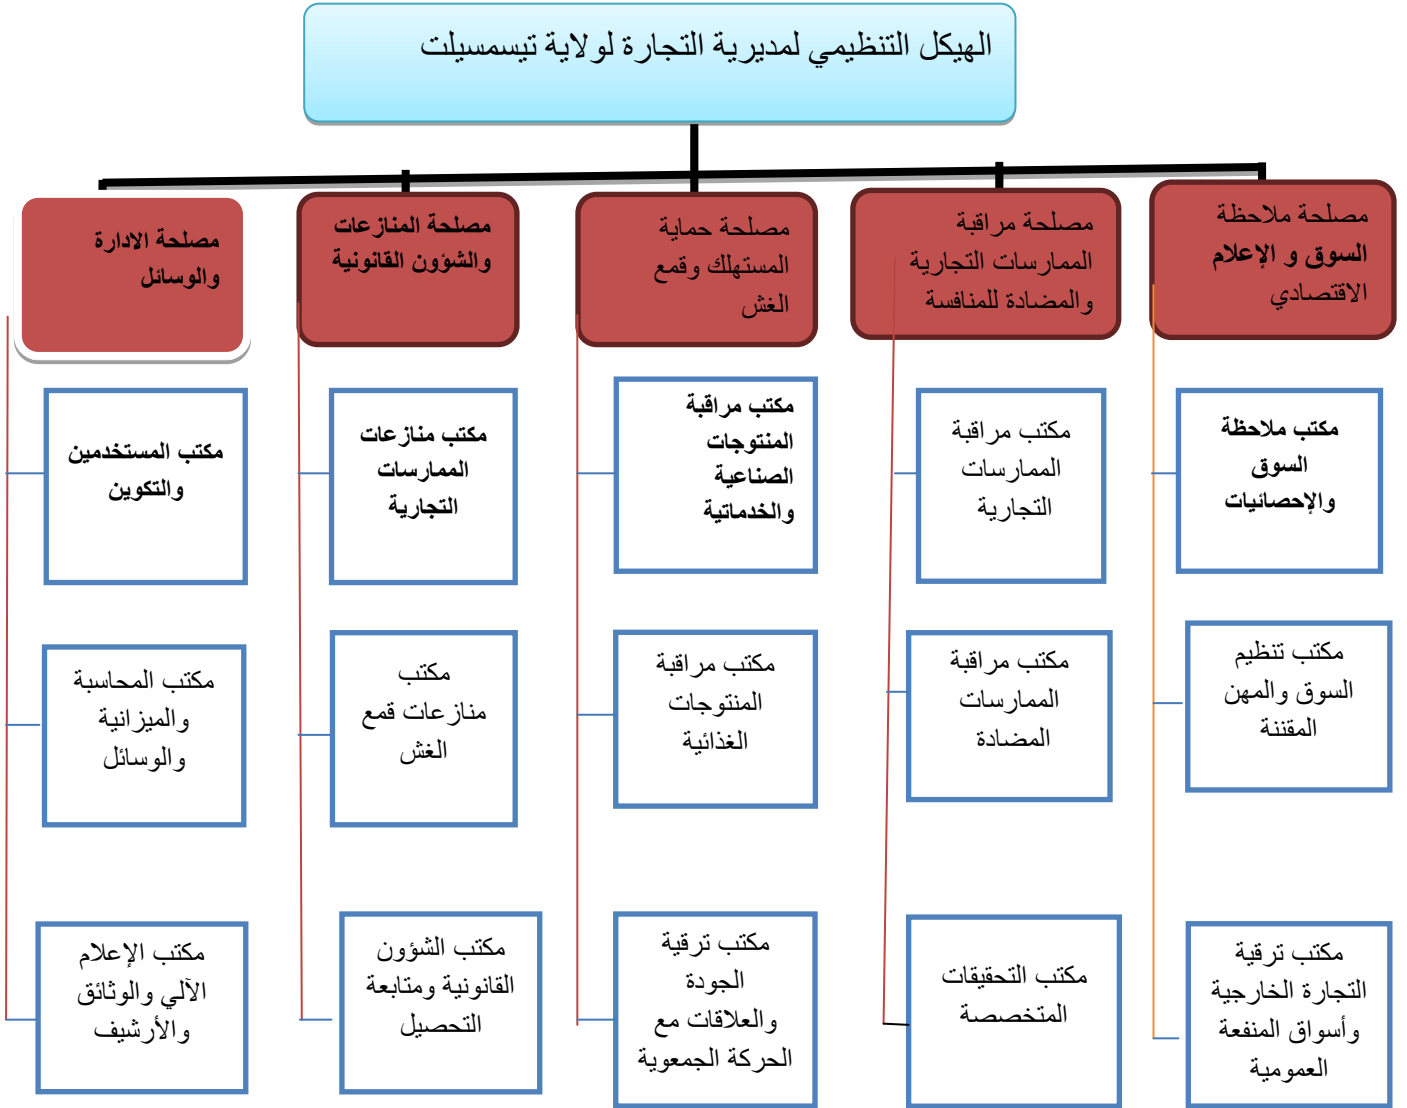 الهيكل التنظيمي لمديرية التجارة لولاية تيسمسيلت
مصلحة ملاحظة
السوق و الإعلام
الاقتصادي
مصلحة مراقبة
الممارسات التجارية
والمضادة للمنافسة
مصلحة حماية
المستهلك وقمع
الغش
مصلحة المنازعات
والشؤون القانونية
مصلحة الادارة
والوسائل
مكتب ملاحظة
السوق
والإحصائيات
مكتب مراقبة
الممارسات
التجارية
مكتب مراقبة
المنتوجات
الصناعية
والخدماتية
مكتب منازعات
الممارسات
التجارية
مكتب المستخدمين
والتكوين
مكتب تنظيم
السوق والمهن
المقننة
مكتب مراقبة
الممارسات
المضادة
مكتب مراقبة
المنتوجات
الغذائية
مكتب
منازعات قمع
الغش
مكتب المحاسبة
والميزانية
والوسائل
مكتب ترقية
التجارة الخارجية
وأسواق المنفعة
العمومية
مكتب التحقيقات
المتخصصة
مكتب ترقية
الجودة
والعلاقات مع
الحركة الجمعوية
مكتب الشؤون
القانونية ومتابعة
التحصيل
مكتب الإعلام
الآلي والوثائق
والأرشيف